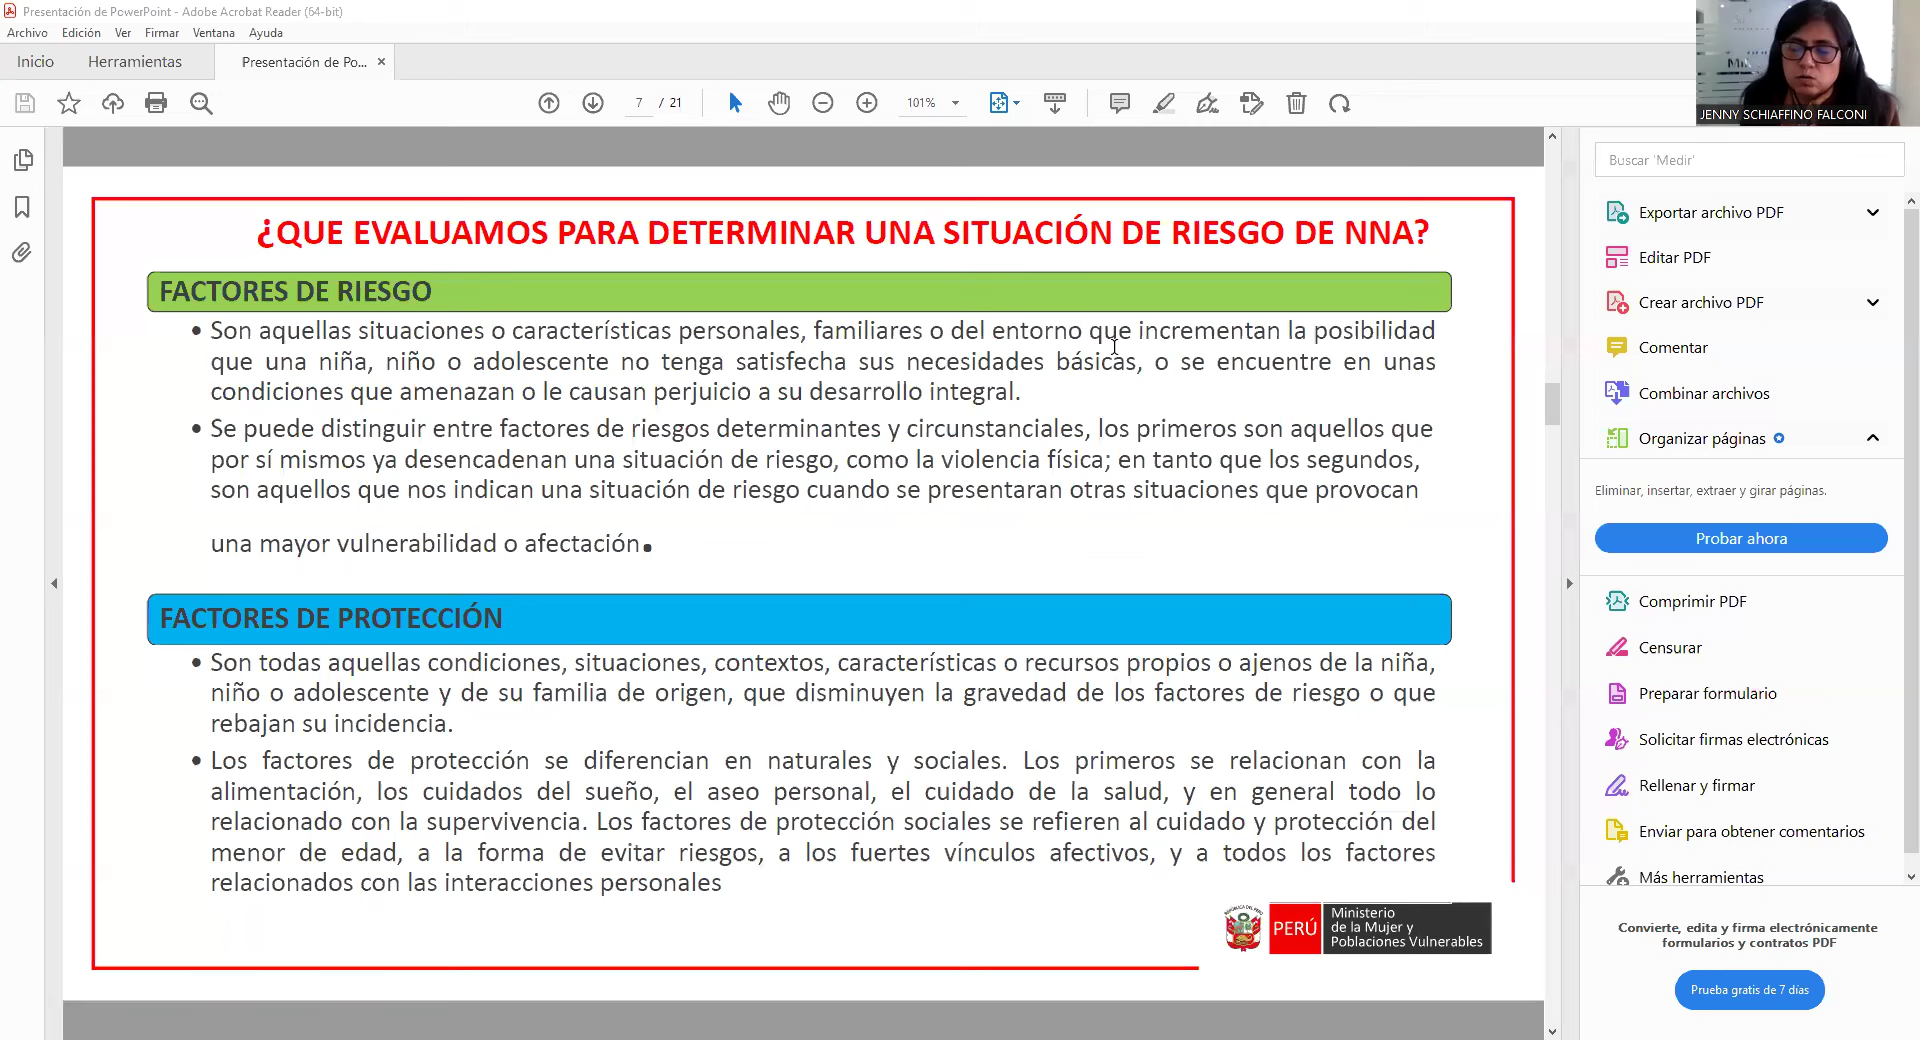 Presentación de PowerPoint - Adobe Acrobat Reader (64-bit)
Archivo Edición Ver Firmar Ventana Ayuda
Inicio Herramientas Presentación de Po... ×
7 / 21 101%
JENNY SCHIAFFINO FALCONI
¿QUE EVALUAMOS PARA DETERMINAR UNA SITUACIÓN DE RIESGO DE NNA?
FACTORES DE RIESGO
• Son aquellas situaciones o características personales, familiares o del entorno que incrementan la posibilidad
que una niña, niño o adolescente no tenga satisfecha sus necesidades básicas, o se encuentre en unas
condiciones que amenazan o le causan perjuicio a su desarrollo integral.
• Se puede distinguir entre factores de riesgos determinantes y circunstanciales, los primeros son aquellos que
por sí mismos ya desencadenan una situación de riesgo, como la violencia física; en tanto que los segundos,
son aquellos que nos indican una situación de riesgo cuando se presentaran otras situaciones que provocan
una mayor vulnerabilidad o afectación.
FACTORES DE PROTECCIÓN
• Son todas aquellas condiciones, situaciones, contextos, características o recursos propios o ajenos de la niña,
niño o adolescente y de su familia de origen, que disminuyen la gravedad de los factores de riesgo o que
rebajan su incidencia.
• Los factores de protección se diferencian en naturales y sociales. Los primeros se relacionan con la
alimentación, los cuidados del sueño, el aseo personal, el cuidado de la salud, y en general todo lo
relacionado con la supervivencia. Los factores de protección sociales se refieren al cuidado y protección del
menor de edad, a la forma de evitar riesgos, a los fuertes vínculos afectivos, y a todos los factores
relacionados con las interacciones personales
PERÚ
Ministerio
de la Mujer y
Poblaciones Vulnerables
Buscar 'Medir'
Exportar archivo PDF
Editar PDF
Crear archivo PDF
Comentar
Combinar archivos
Organizar páginas
Eliminar, insertar, extraer y girar páginas.
Probar ahora
Comprimir PDF
Censurar
Preparar formulario
Solicitar firmas electrónicas
Rellenar y firmar
Enviar para obtener comentarios
Más herramientas
Convierte, edita y firma electrónicamente
formularios y contratos PDF
Prueba gratis de 7 días